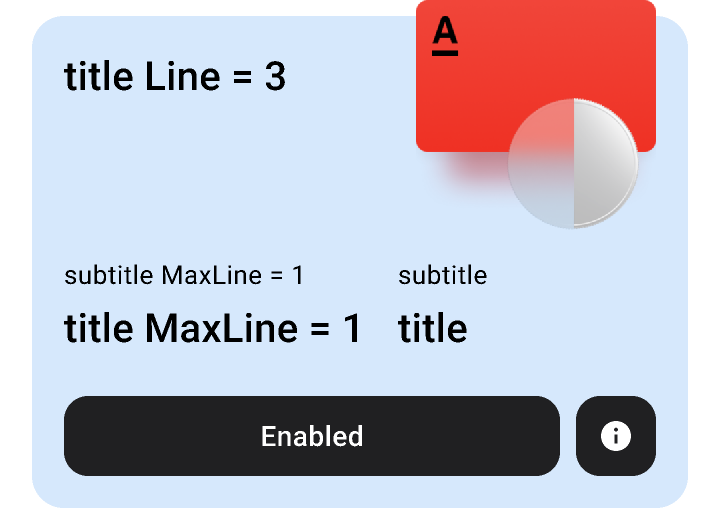 A
title Line = 3
subtitle MaxLine = 1
subtitle
title MaxLine = 1
title
Enabled